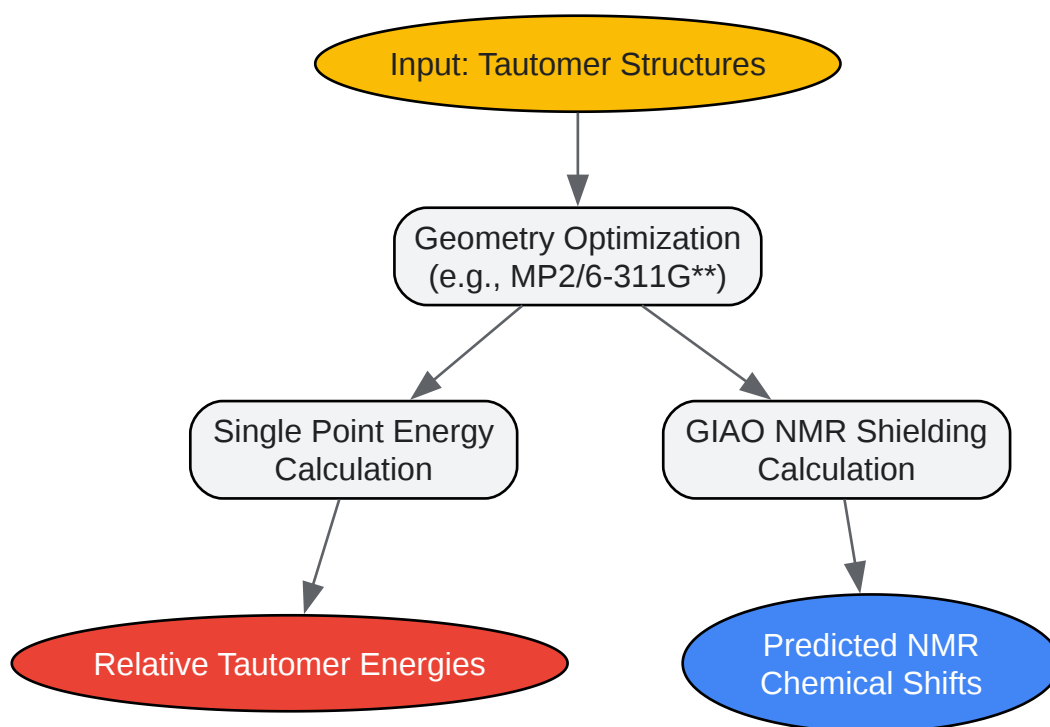 Input: Tautomer Structures
Geometry Optimization
(e.g., MP2/6-311G**)
Single Point Energy
Calculation
GIAO NMR Shielding
Calculation
Relative Tautomer Energies
Predicted NMR
Chemical Shifts